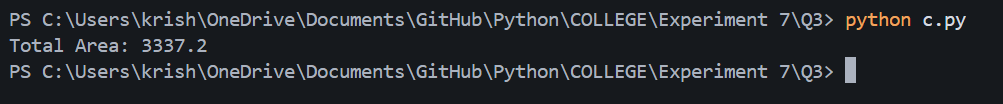 PS C:\Users\krish\OneDrive\Documents\GitHub\Python\COLLEGE\Experiment 7\Q3> python c.py
Total Area: 3337.2
PS C:\Users\krish\OneDrive\Documents\GitHub\Python\COLLEGE\Experiment 7\Q3>